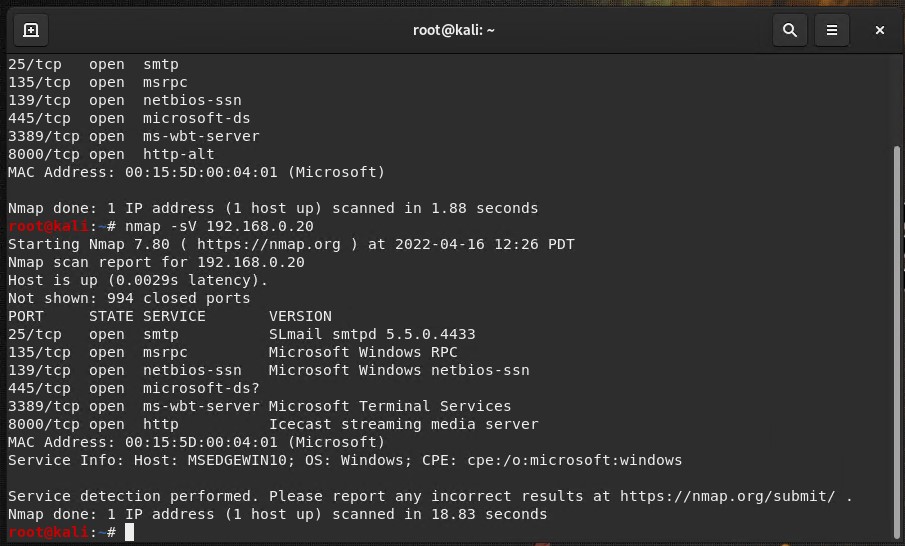 root@kali: ~
25/tcp   open  smtp
135/tcp  open  msrpc
139/tcp  open  netbios-ssn
445/tcp  open  microsoft-ds
3389/tcp open  ms-wbt-server
8000/tcp open  http-alt
MAC Address: 00:15:5D:00:04:01 (Microsoft)

Nmap done: 1 IP address (1 host up) scanned in 1.88 seconds
root@kali:~# nmap -sV 192.168.0.20
Starting Nmap 7.80 ( https://nmap.org ) at 2022-04-16 12:26 PDT
Nmap scan report for 192.168.0.20
Host is up (0.0029s latency).
Not shown: 994 closed ports
PORT     STATE SERVICE       VERSION
25/tcp   open  smtp          SLmail smtpd 5.5.0.4433
135/tcp  open  msrpc         Microsoft Windows RPC
139/tcp  open  netbios-ssn   Microsoft Windows netbios-ssn
445/tcp  open  microsoft-ds?
3389/tcp open  ms-wbt-server Microsoft Terminal Services
8000/tcp open  http          Icecast streaming media server
MAC Address: 00:15:5D:00:04:01 (Microsoft)
Service Info: Host: MSEDGEWIN10; OS: Windows; CPE: cpe:/o:microsoft:windows

Service detection performed. Please report any incorrect results at https://nmap.org/submit/ .
Nmap done: 1 IP address (1 host up) scanned in 18.83 seconds
root@kali:~#